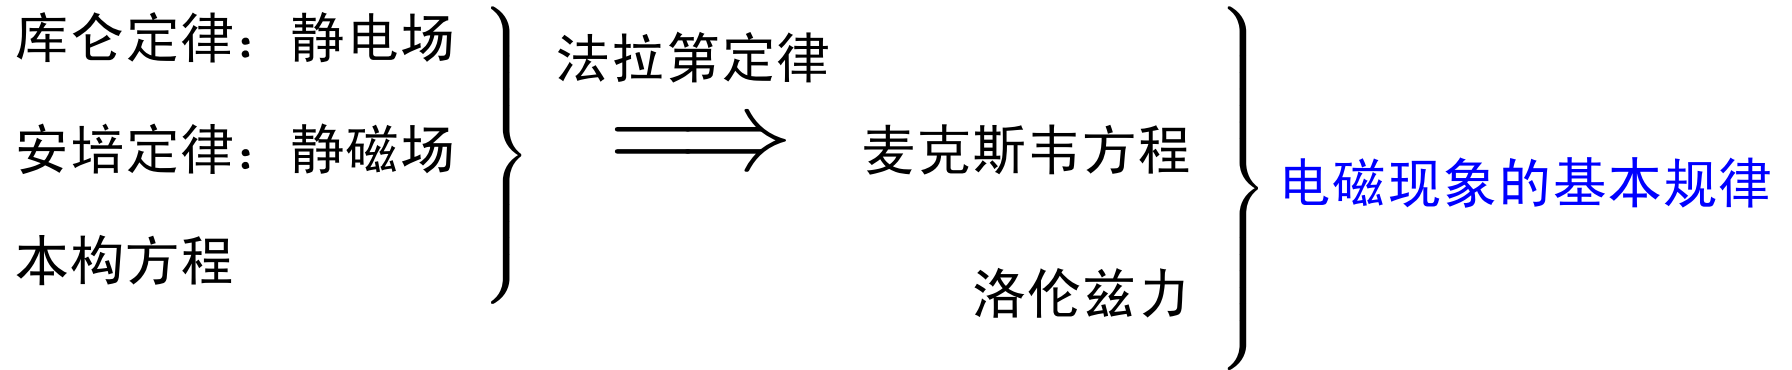 库仑定律：静电场
安培定律：静磁场
本构方程
法拉第定律
麦克斯韦方程
洛伦兹力
电磁现象的基本规律